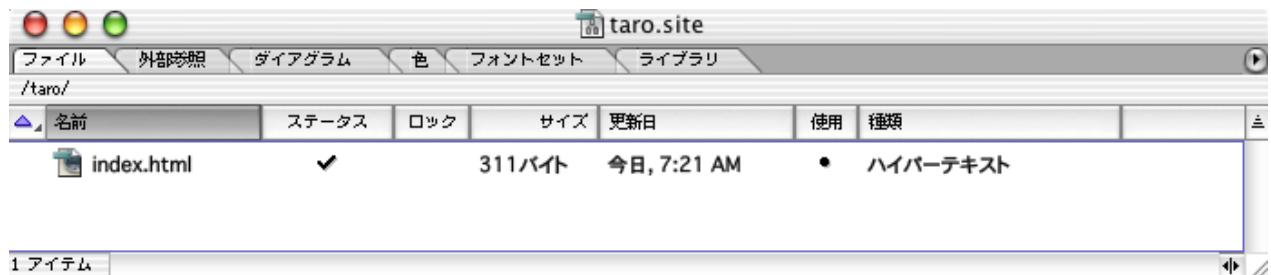 taro.site
ファイル 外部参照 ダイアグラム 色 フォントセット ライブラリ
/taro/
名前 ステータス ロック サイズ 更新日 使用 種類
index.html ✔ 311バイト 今日, 7:21 AM • ハイパーテキスト
1 アイテム